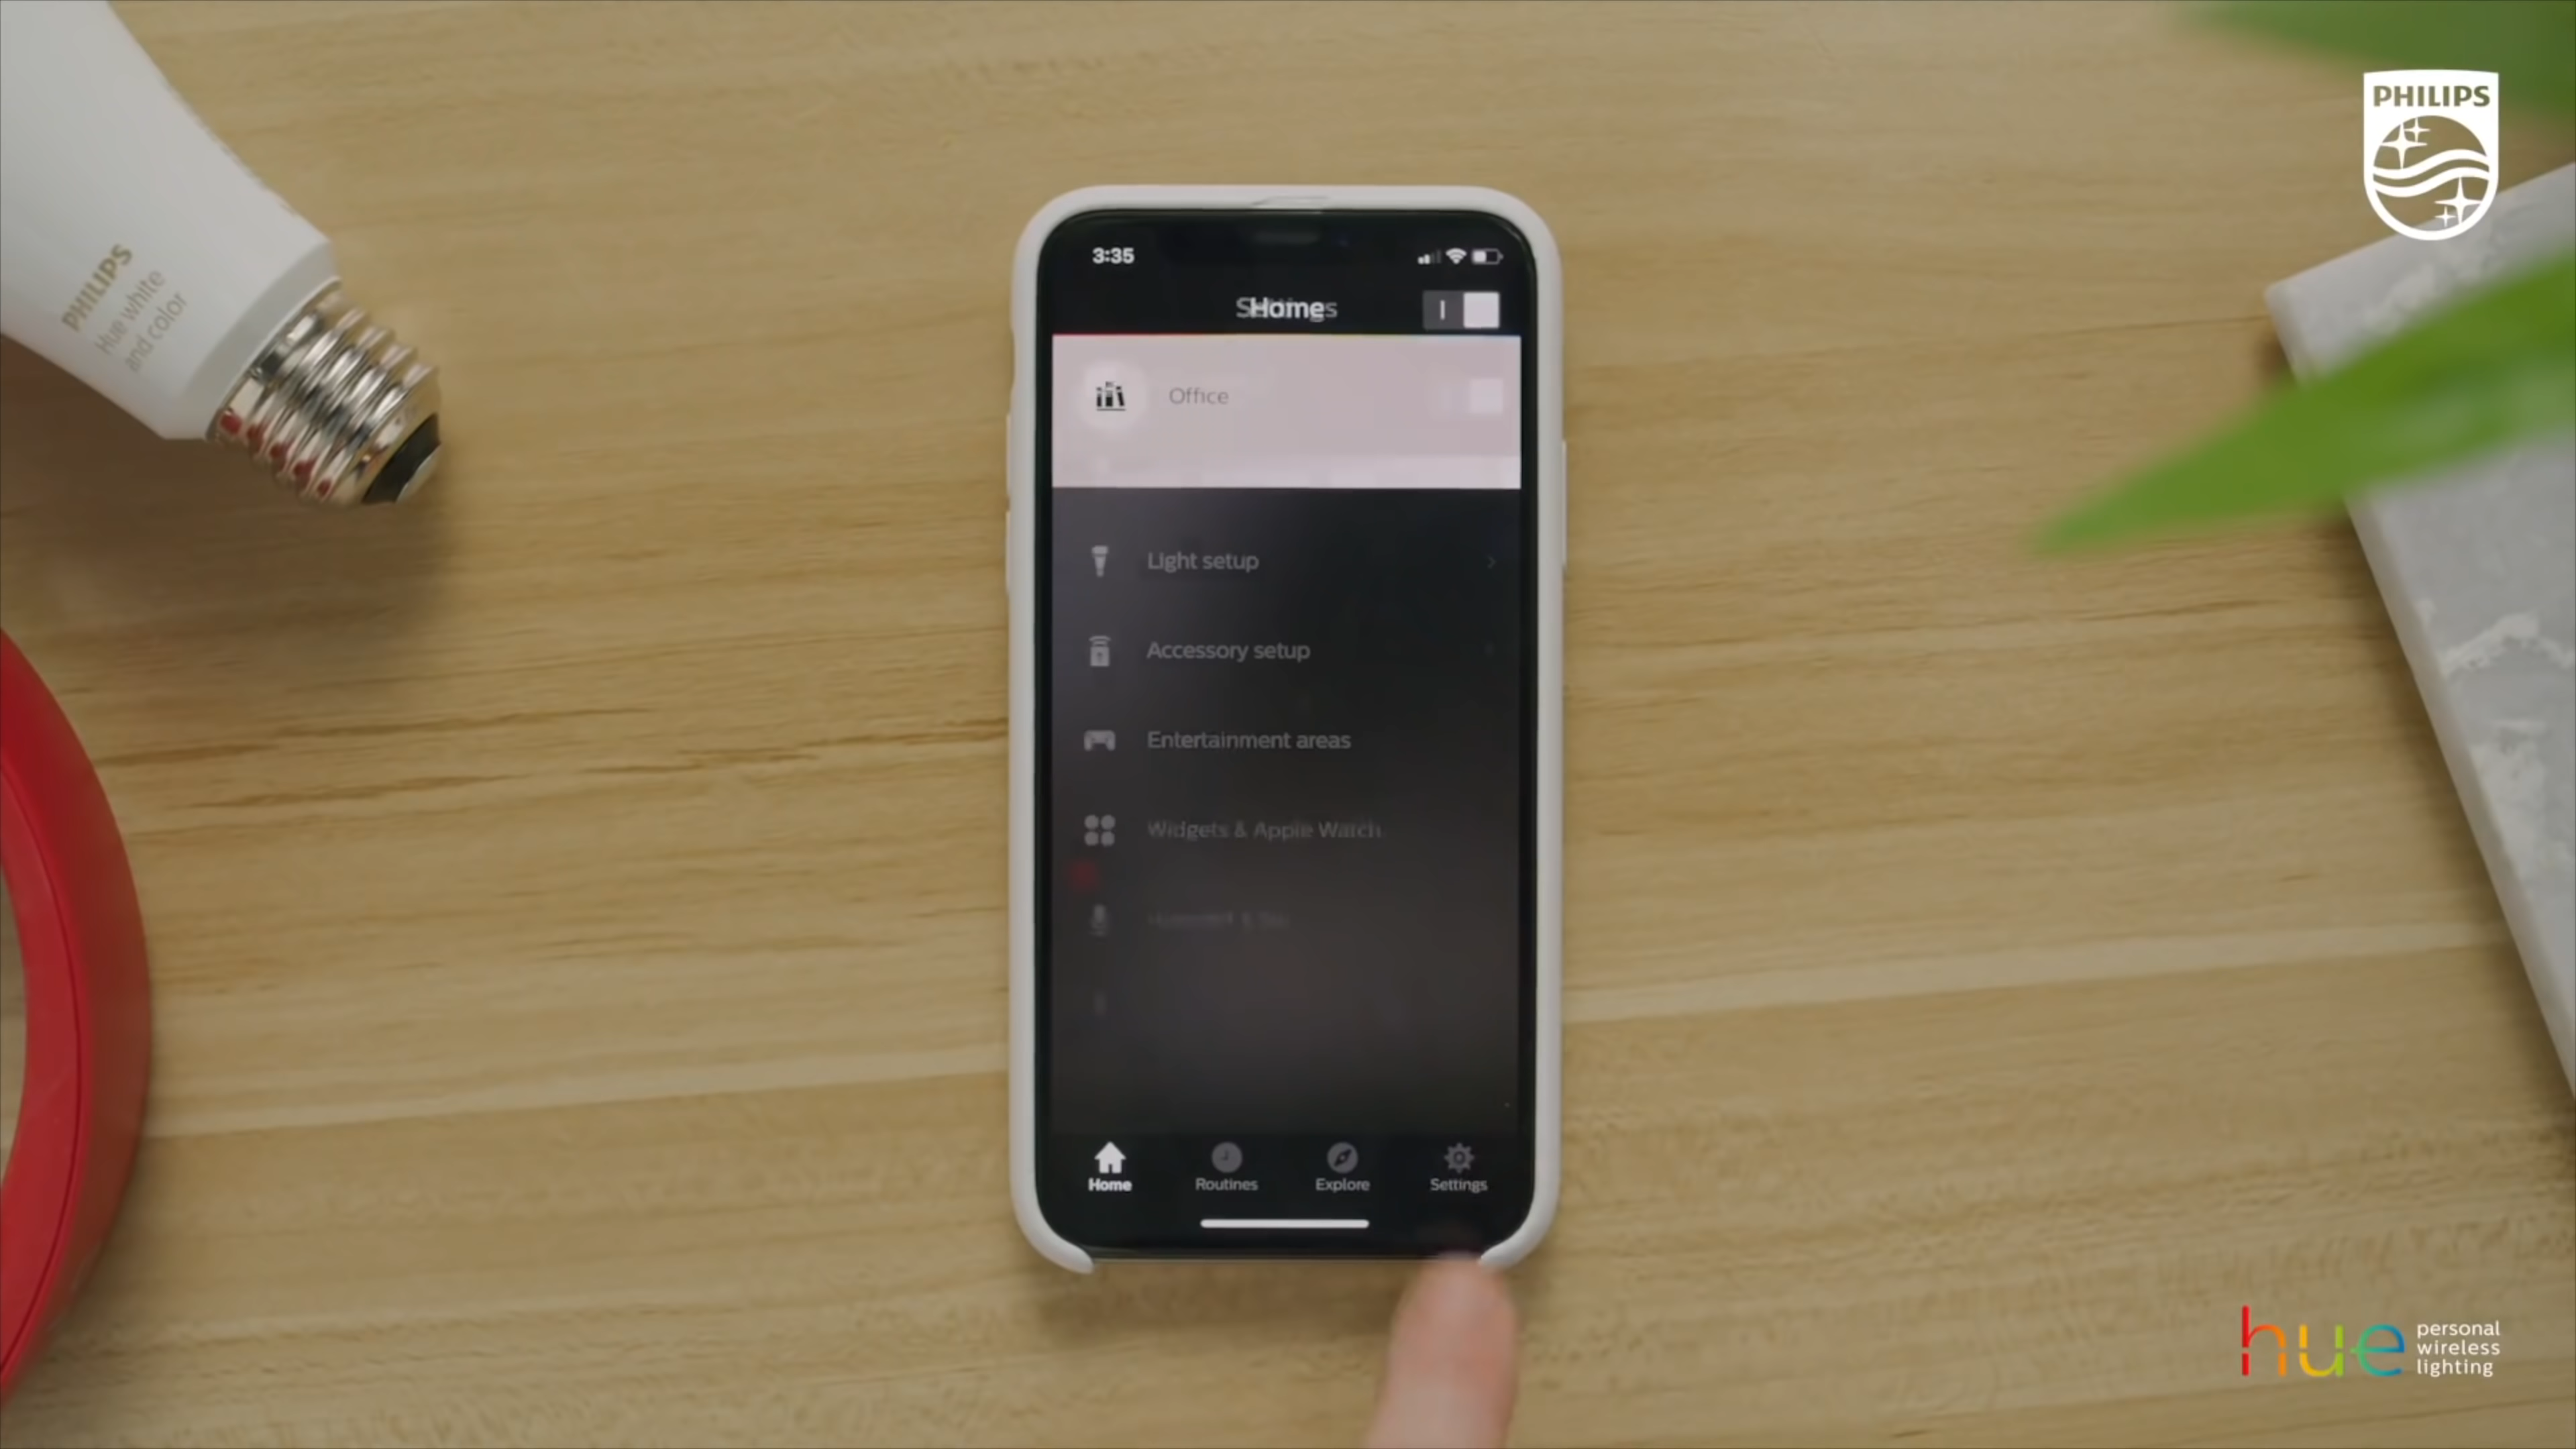 PHILIPS
PHILIPS
Hue white
and color
3:35
Home
Office
Light setup
Accessory setup
Entertainment areas
Widgets & Apple Watch
Home
Routines
Explore
Settings
hue
personal
wireless
lighting